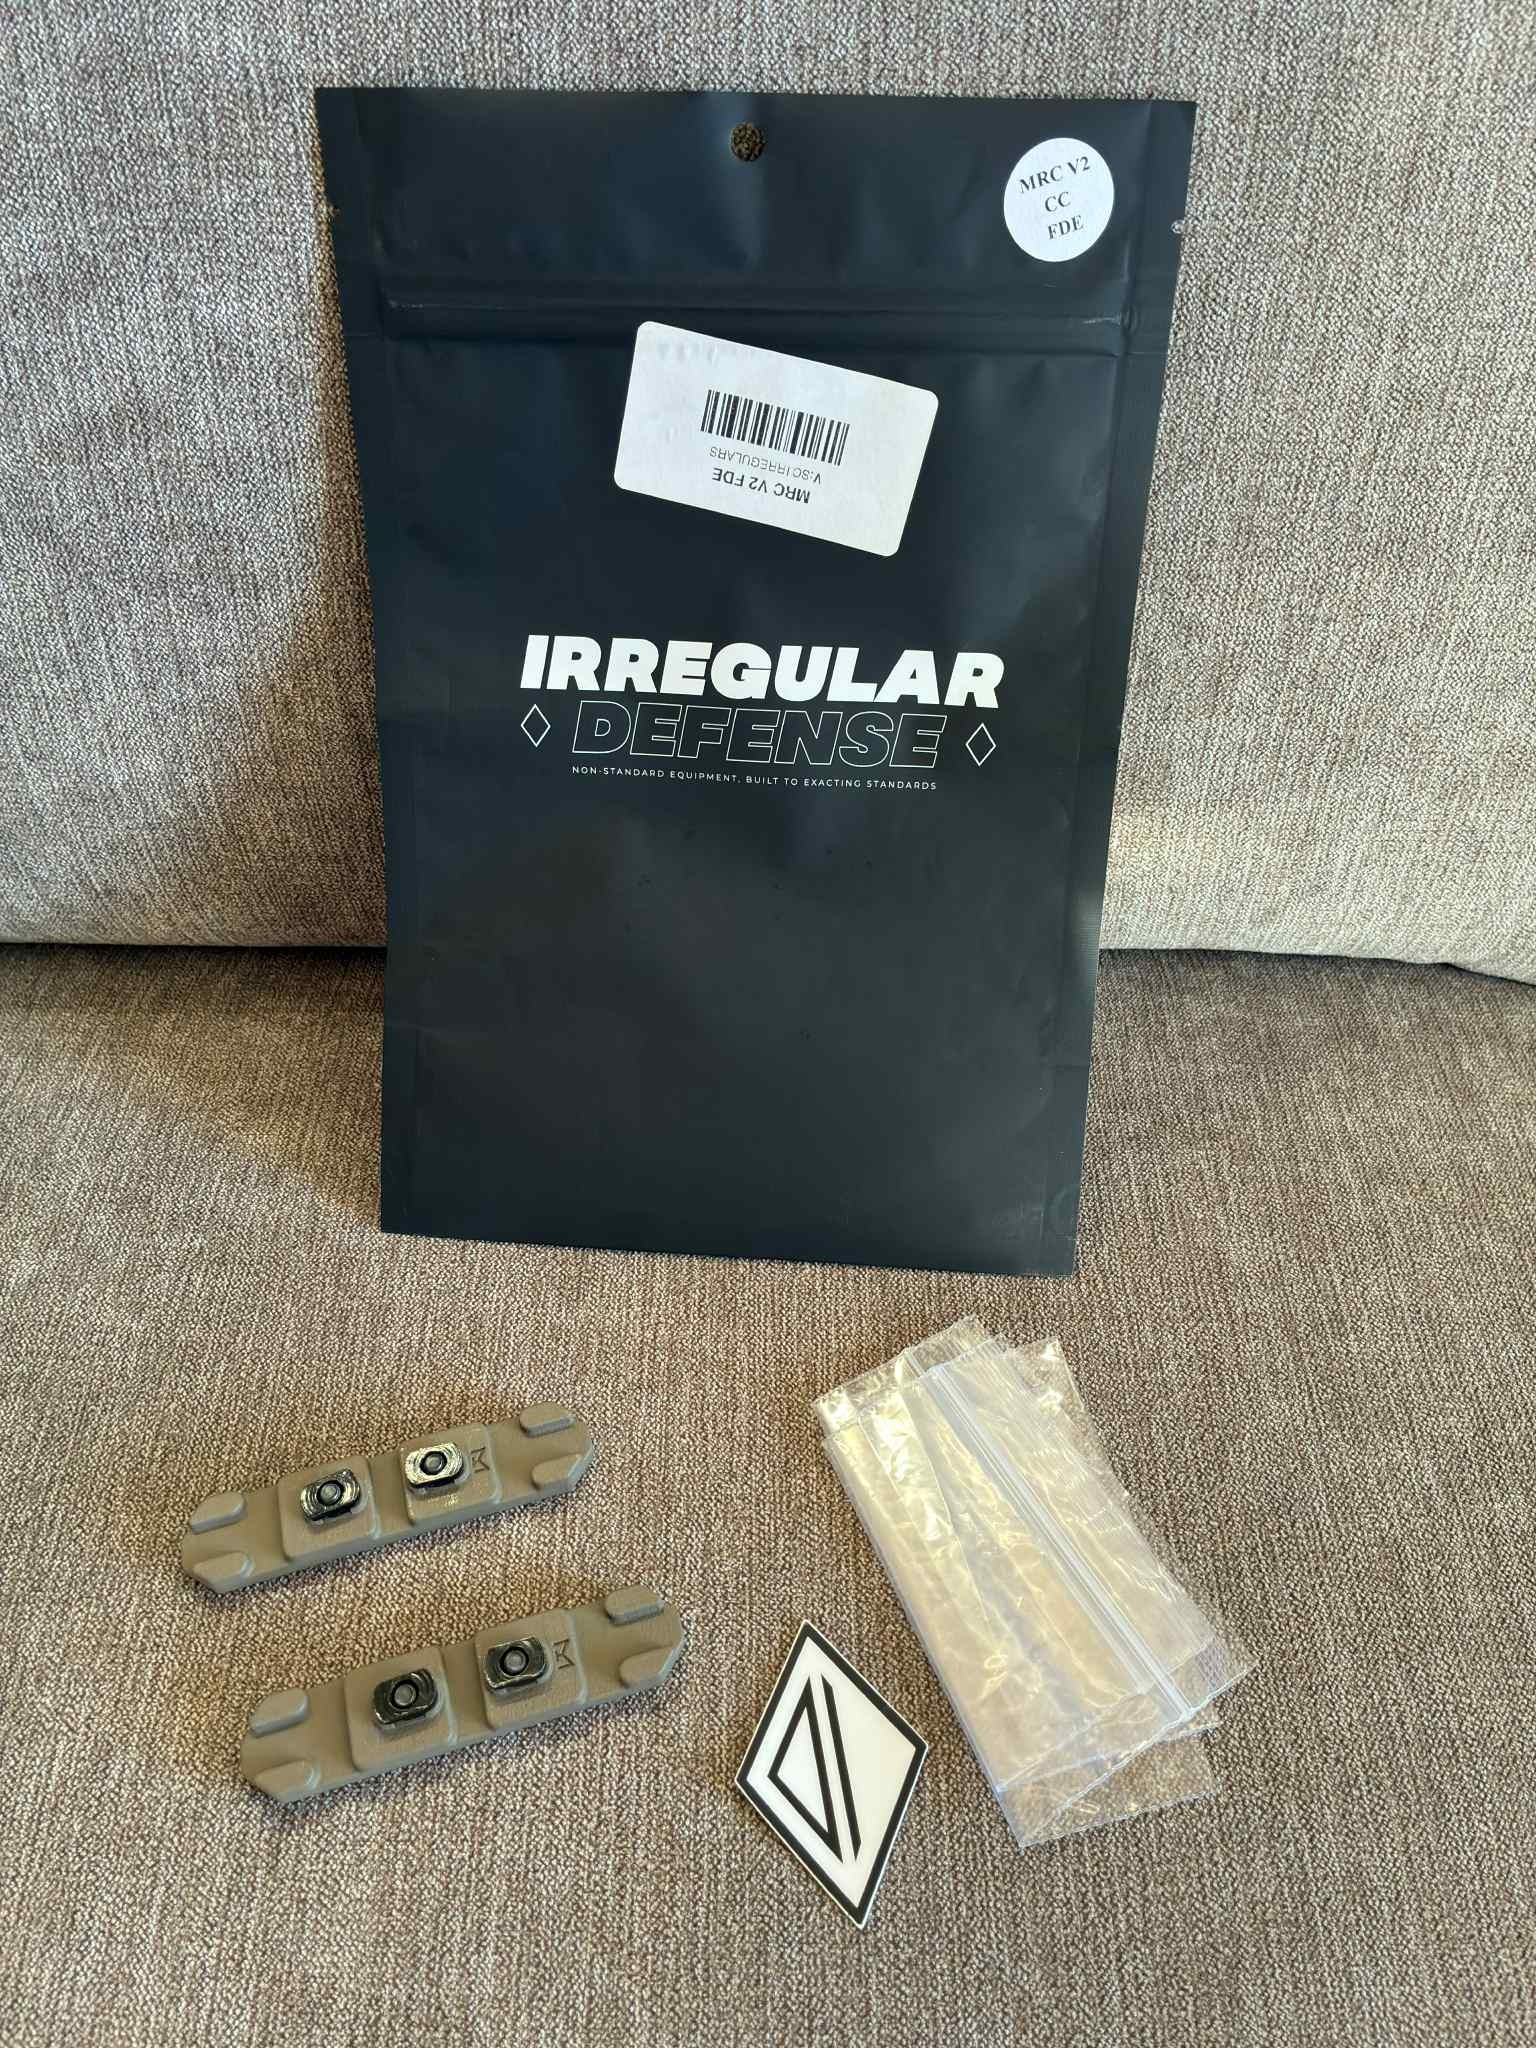 MRC V2
CC
FDE
MRC V2 FDE
V:SC IRREGULARS
IRREGULAR
DEFENSE
NON-STANDARD EQUIPMENT, BUILT TO EXACTING STANDARDS
M
M